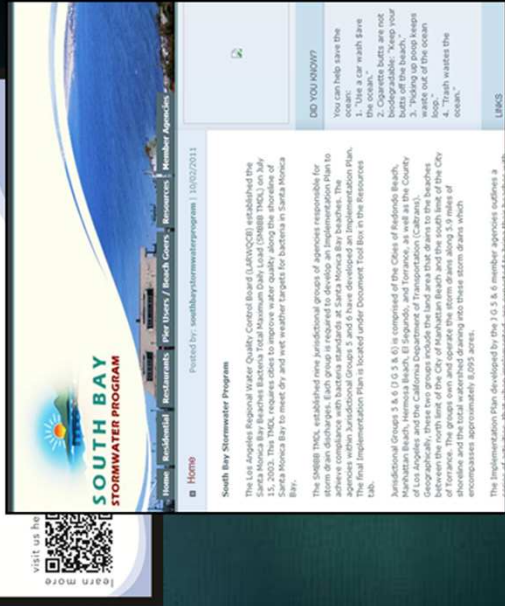 SOUTH BAY
STORMWATER PROGRAM
Home Residential Restaurants Pier Users / Beach Goers Resources Member Agencies
Home
Posted by: southbaystormwaterprogram | 10/02/2011
South Bay Stormwater Program
The Los Angeles Regional Water Quality Control Board (LARWQCB) established the
Santa Monica Bay Beaches Bacteria Total Maximum Daily Load (SMBBB TMDL) on July
15, 2003. This TMDL requires cities to improve water quality along the shoreline of
Santa Monica Bay to meet dry and wet weather targets for bacteria in Santa Monica
Bay.
The SMBBB TMDL established nine jurisdictional groups of agencies responsible for
storm drain discharges. Each group is required to develop an Implementation Plan to
achieve compliance with bacteria standards at Santa Monica Bay beaches. The
agencies within Jurisdictional Groups 5 and 6 have developed an Implementation Plan.
The final Implementation Plan is located under Document Tool Box in the Resources
tab.
Jurisdictional Groups 5 & 6 (J G 5 & 6) is comprised of the Cities of Redondo Beach,
Manhattan Beach, Hermosa Beach, El Segundo, and Torrance, as well as the County
of Los Angeles and the California Department of Transportation (Caltrans).
Geographically, these two groups include the land area that drains to the beaches
between the north limit of the City of Manhattan Beach and the south limit of the City
of Torrance. The groups own and operate the storm drains along 5.9 miles of
shoreline and the total watershed draining into these storm drains which
encompasses approximately 8,093 acres.
The Implementation Plan developed by the J G 5 & 6 member agencies outlines a
DID YOU KNOW?
You can help save the
ocean:
1. "Use a car wash $ave
the ocean."
2. Cigarette butts are not
biodegradable: "Keep your
butts off the beach."
3. "Picking up poop keeps
waste out of the ocean
loop."
4. "Trash wastes the
ocean."
LINKS
visit us he
learn more